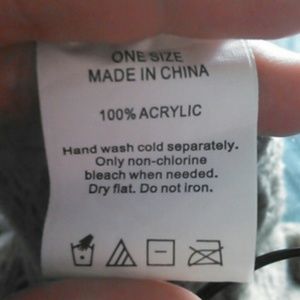 ONE SIZE
MADE IN CHINA
100% ACRYLIC
Hand wash cold separately.
Only non-chlorine
bleach when needed.
Dry flat. Do not iron.